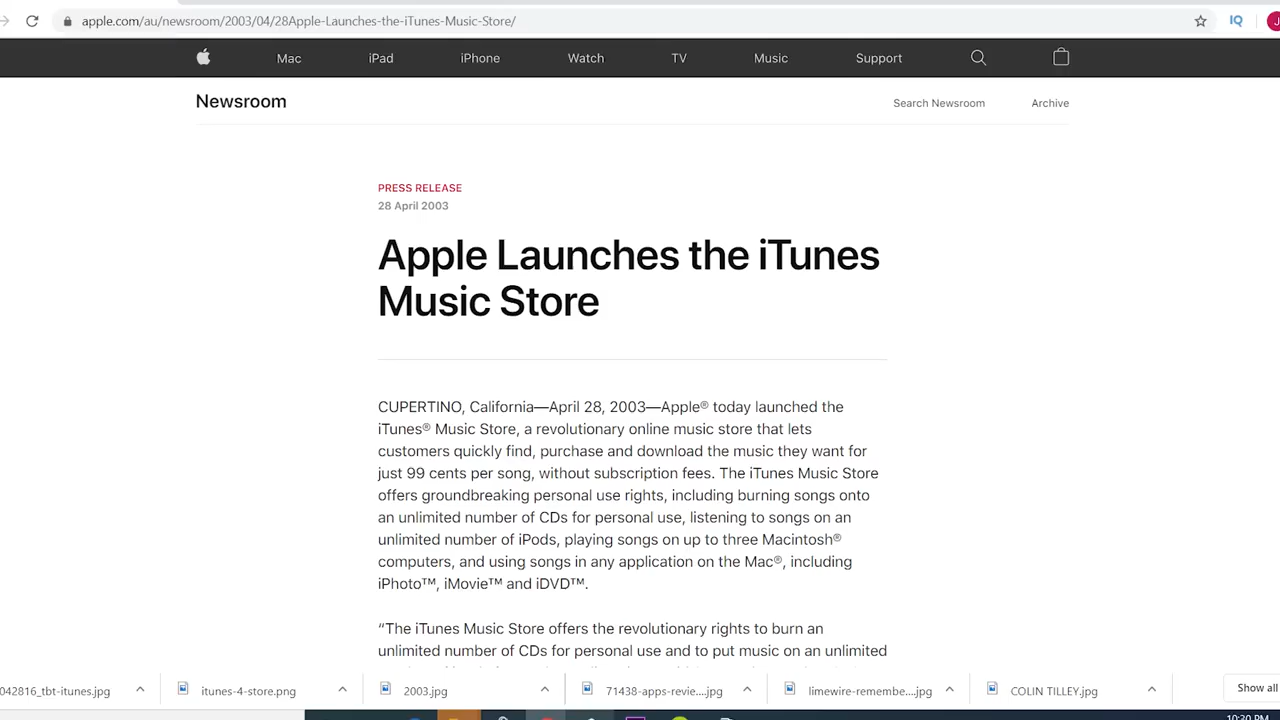 apple.com/au/newsroom/2003/04/28Apple-Launches-the-iTunes-Music-Store/
IQ
Mac iPad iPhone Watch TV Music Support
Newsroom
Search Newsroom Archive
PRESS RELEASE
28 April 2003
Apple Launches the iTunes
Music Store
CUPERTINO, California—April 28, 2003—Apple® today launched the
iTunes® Music Store, a revolutionary online music store that lets
customers quickly find, purchase and download the music they want for
just 99 cents per song, without subscription fees. The iTunes Music Store
offers groundbreaking personal use rights, including burning songs onto
an unlimited number of CDs for personal use, listening to songs on an
unlimited number of iPods, playing songs on up to three Macintosh®
computers, and using songs in any application on the Mac®, including
iPhoto™, iMovie™ and iDVD™.
“The iTunes Music Store offers the revolutionary rights to burn an
unlimited number of CDs for personal use and to put music on an unlimited
042816_tbt-itunes.jpg itunes-4-store.png 2003.jpg 71438-apps-revie....jpg limewire-remembe....jpg COLIN TILLEY.jpg Show all